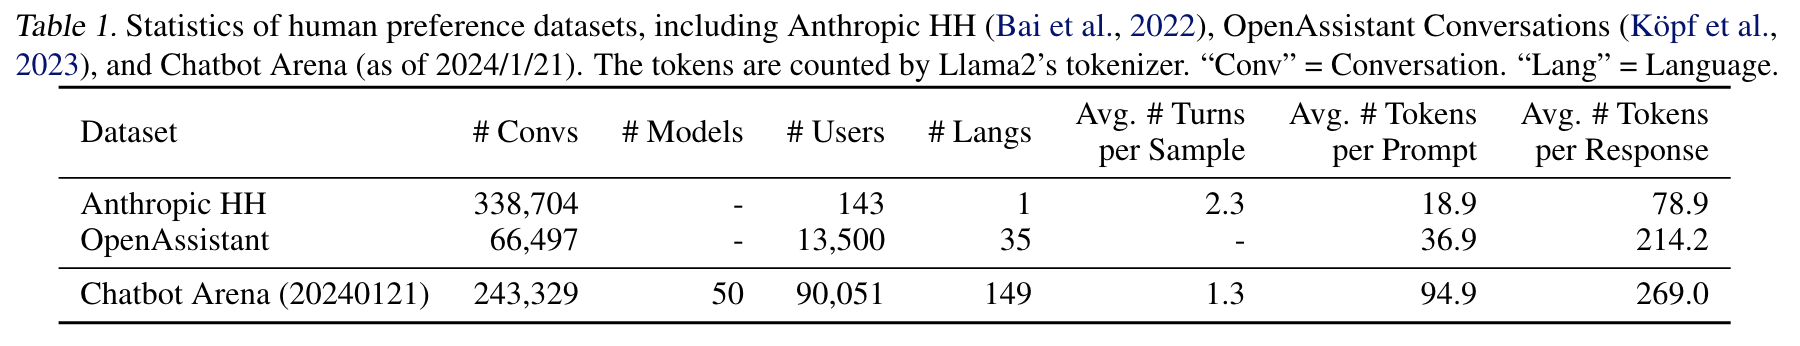 Table 1. Statistics of human preference datasets, including Anthropic HH (Bai et al., 2022), OpenAssistant Conversations (Köpf et al.,
2023), and Chatbot Arena (as of 2024/1/21). The tokens are counted by Llama2’s tokenizer. “Conv” = Conversation. “Lang” = Language.
Dataset # Convs # Models # Users # Langs Avg. # Turns per Sample Avg. # Tokens per Prompt Avg. # Tokens per Response
Anthropic HH 338,704 - 143 1 2.3 18.9 78.9
OpenAssistant 66,497 - 13,500 35 - 36.9 214.2
Chatbot Arena (20240121) 243,329 50 90,051 149 1.3 94.9 269.0